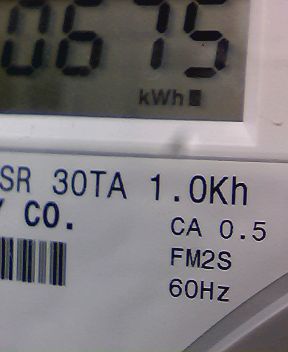 0675
kWh
SR 30TA 1.0Kh
Y CO.
CA 0.5
FM2S
60Hz